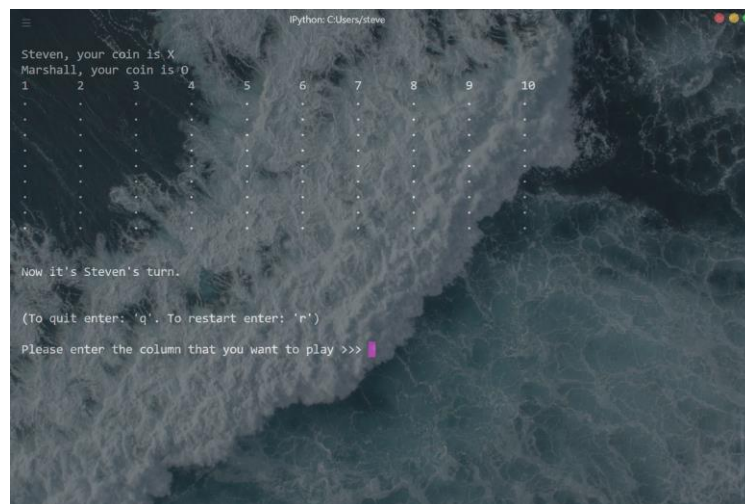 IPython: C:Users/steve
Steven, your coin is X
Marshall, your coin is O
1 2 3 4 5 6 7 8 9 10
. . . . . . . . . .
. . . . . . . . . .
. . . . . . . . . .
. . . . . . . . . .
. . . . . . . . . .
. . . . . . . . . .
. . . . . . . . . .
. . . . . . . . . .
. . . . . . . . . .
Now it's Steven's turn.
(To quit enter: 'q'. To restart enter: 'r')
Please enter the column that you want to play >>>